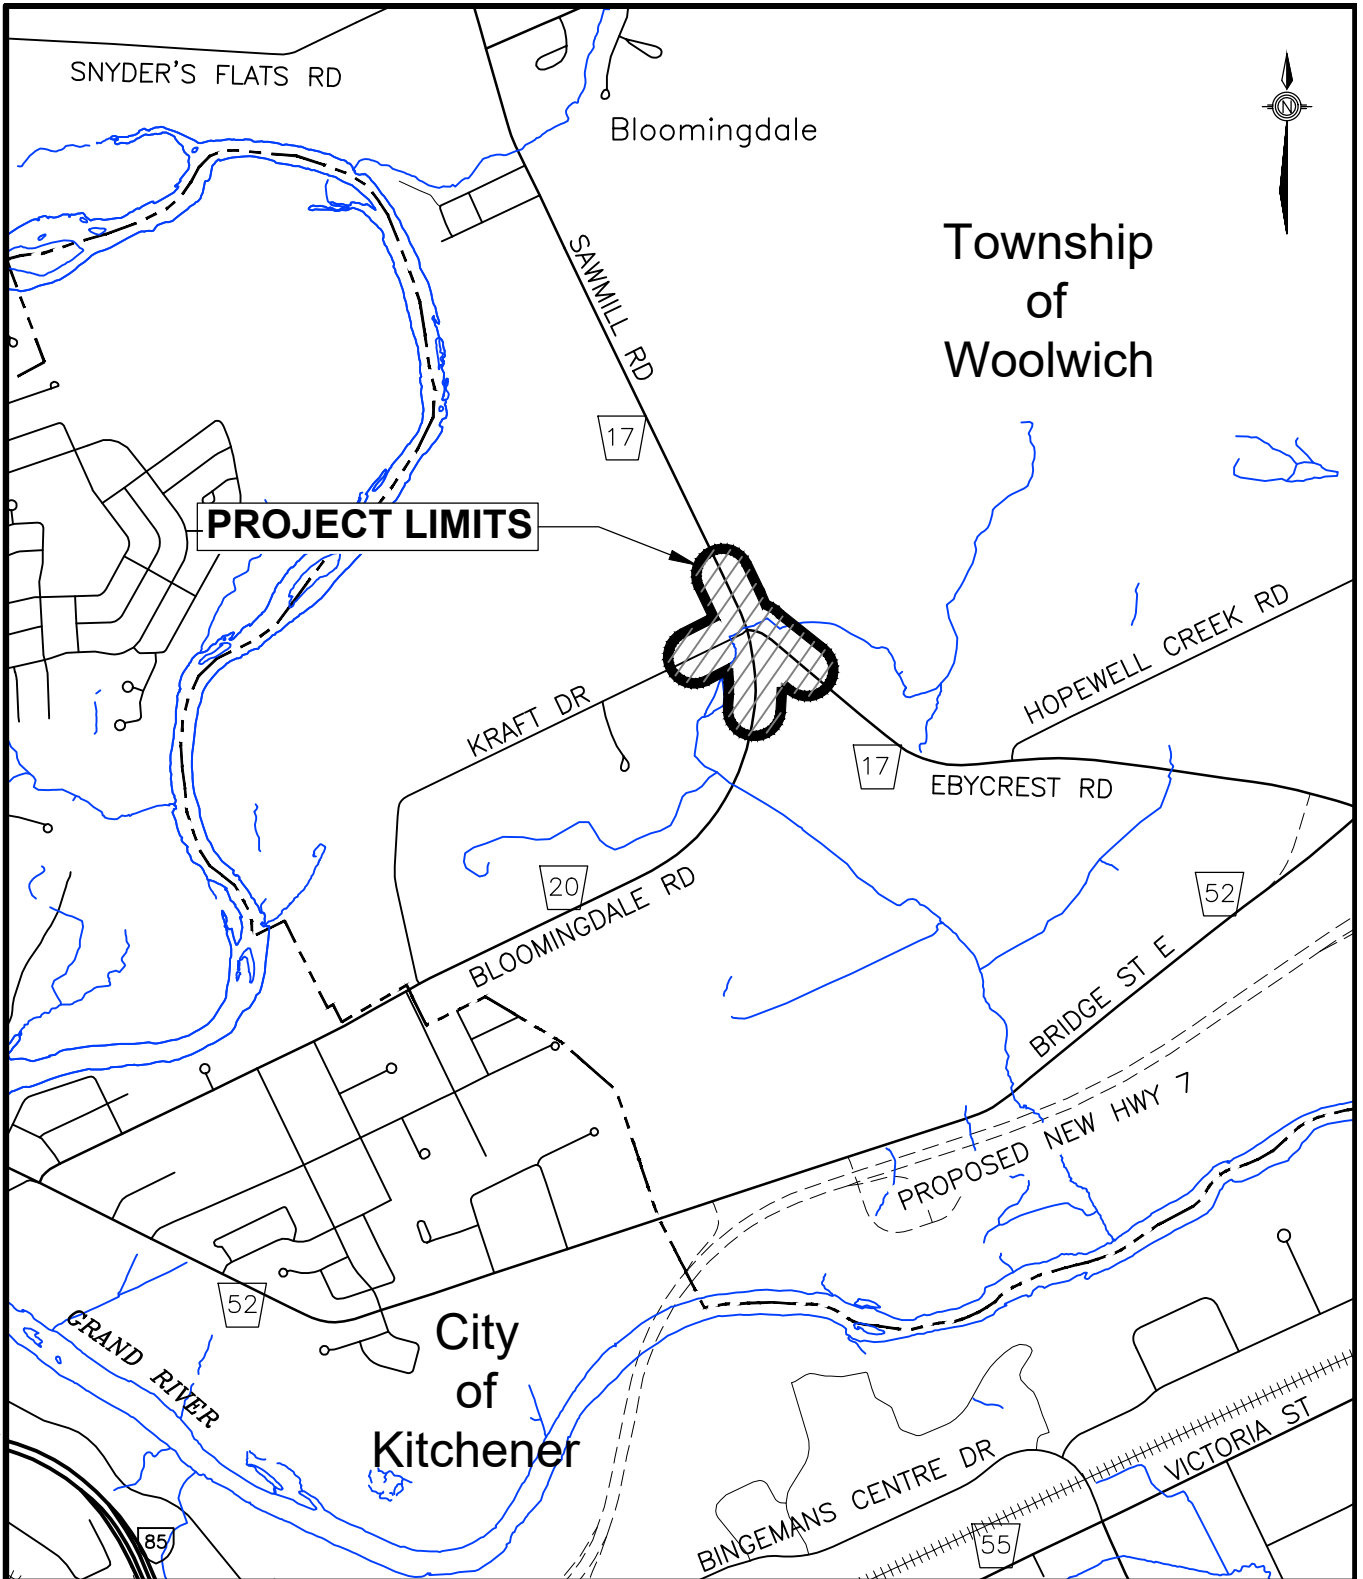 SNYDER'S FLATS RD
Bloomingdale
N
Township
of
Woolwich
SAWMILL RD
17
PROJECT LIMITS
HOPEWELL CREEK RD
KRAFT DR
17
EBYCREST RD
20
BLOOMINGDALE RD
52
BRIDGE ST E
PROPOSED NEW HWY 7
52
GRAND RIVER
City
of
Kitchener
VICTORIA ST
BINGEMANS CENTRE DR
85
55